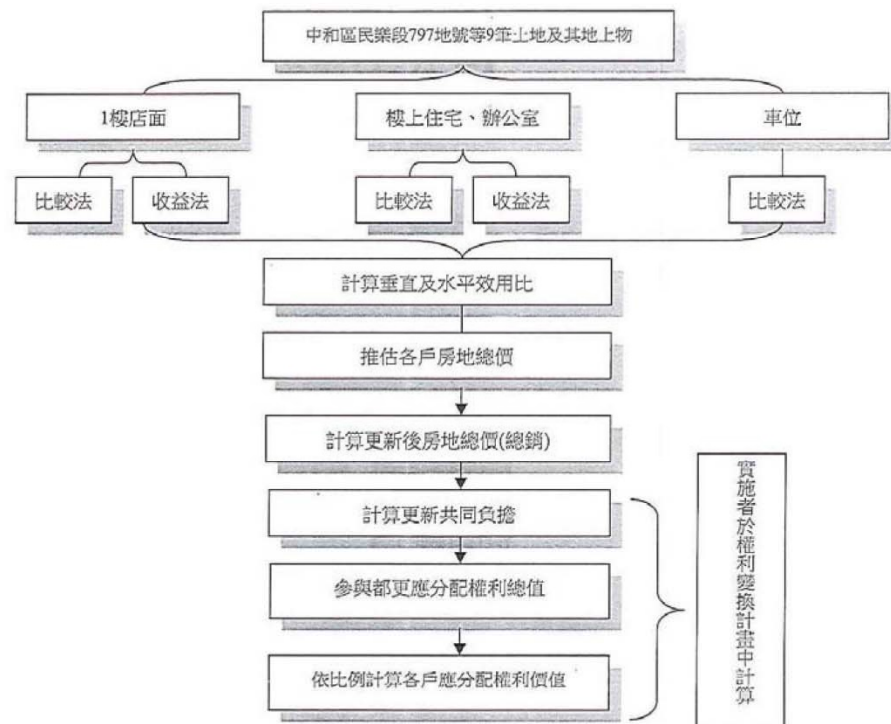 中和區民樂段797地號等9筆土地及其地上物
1樓店面
樓上住宅、辦公室
車位
比較法
收益法
比較法
收益法
比較法
計算垂直及水平效用比
推估各戶房地總價
計算更新後房地總價(總銷)
計算更新共同負擔
參與都更應分配權利總值
依比例計算各戶應分配權利價值
實施者於權利變換計畫中計算